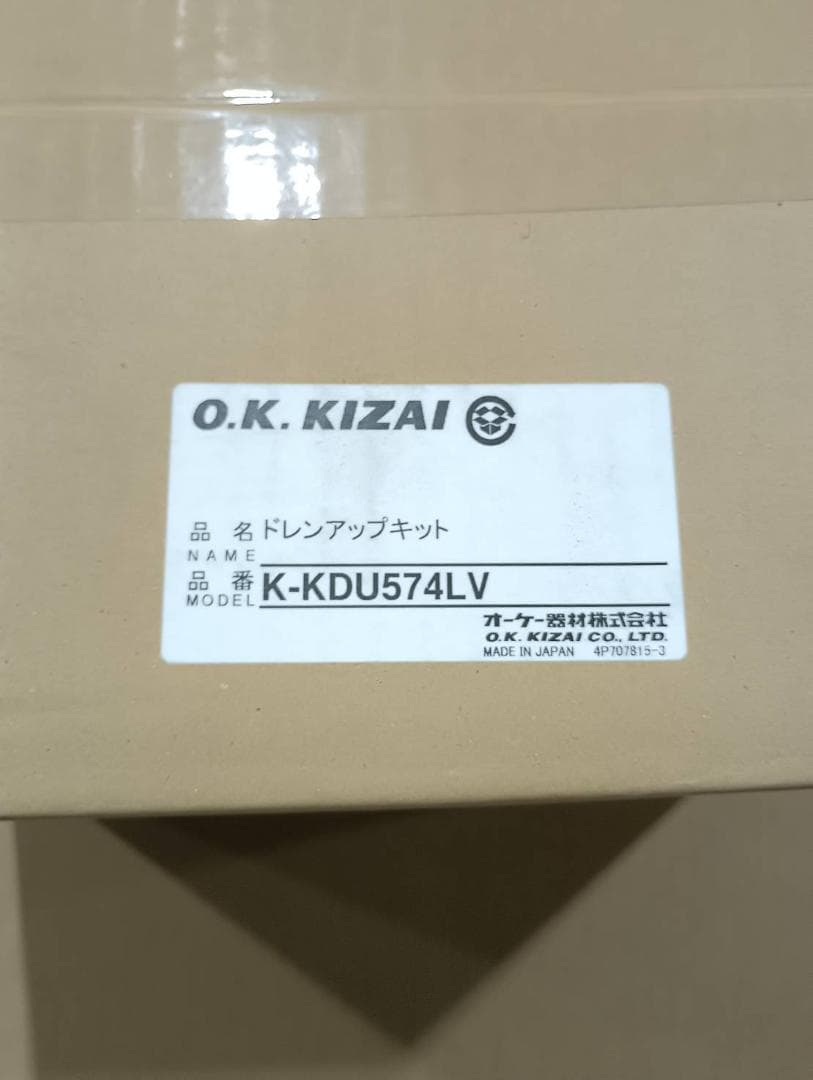 O.K. KIZAI
品名 ドレンアップキット
NAME
品番 K-KDU574LV
MODEL
オーケー器材株式会社
O.K. KIZAI CO., LTD.
MADE IN JAPAN 4P707815-3